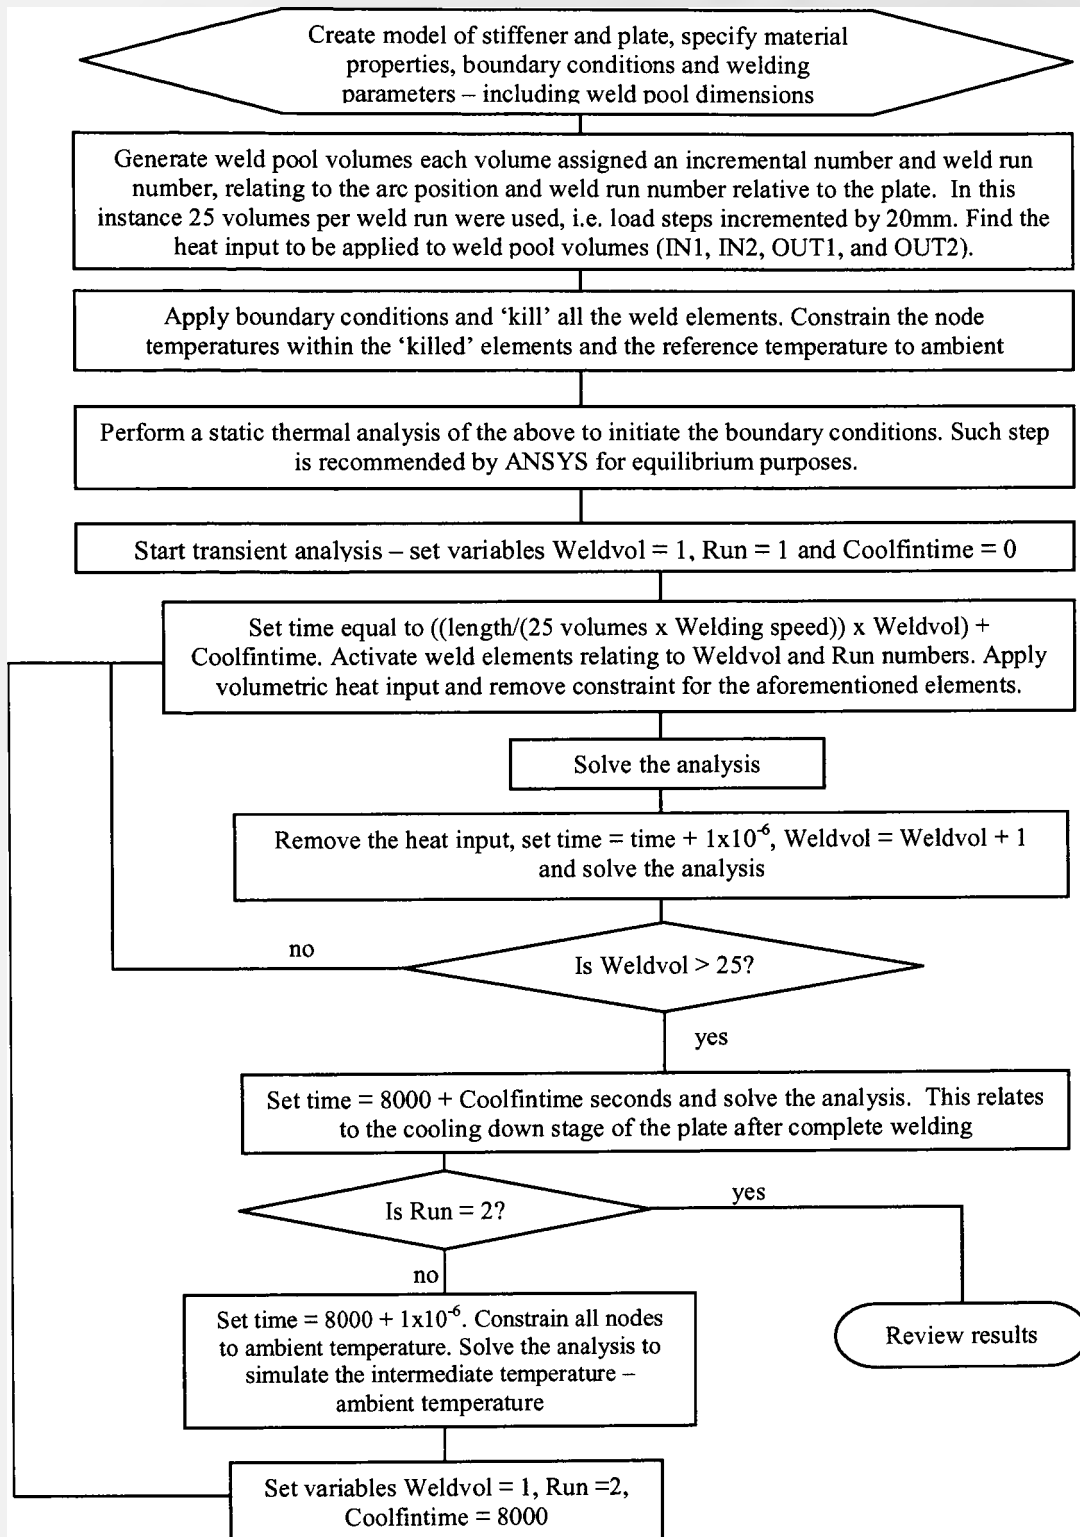 Create model of stiffener and plate, specify material
properties, boundary conditions and welding
parameters – including weld pool dimensions
Generate weld pool volumes each volume assigned an incremental number and weld run
number, relating to the arc position and weld run number relative to the plate. In this
instance 25 volumes per weld run were used, i.e. load steps incremented by 20mm. Find the
heat input to be applied to weld pool volumes (IN1, IN2, OUT1, and OUT2).
Apply boundary conditions and ‘kill’ all the weld elements. Constrain the node
temperatures within the ‘killed’ elements and the reference temperature to ambient
Perform a static thermal analysis of the above to initiate the boundary conditions. Such step
is recommended by ANSYS for equilibrium purposes.
Start transient analysis – set variables Weldvol = 1, Run = 1 and Coolfintime = 0
Set time equal to ((length/(25 volumes x Welding speed)) x Weldvol) +
Coolfintime. Activate weld elements relating to Weldvol and Run numbers. Apply
volumetric heat input and remove constraint for the aforementioned elements.
Solve the analysis
Remove the heat input, set time = time + 1x10⁻⁶, Weldvol = Weldvol + 1
and solve the analysis
no
Is Weldvol > 25?
yes
Set time = 8000 + Coolfintime seconds and solve the analysis. This relates
to the cooling down stage of the plate after complete welding
yes
Is Run = 2?
no
Set time = 8000 + 1x10⁻⁶. Constrain all nodes
to ambient temperature. Solve the analysis to
simulate the intermediate temperature –
ambient temperature
Review results
Set variables Weldvol = 1, Run =2,
Coolfintime = 8000